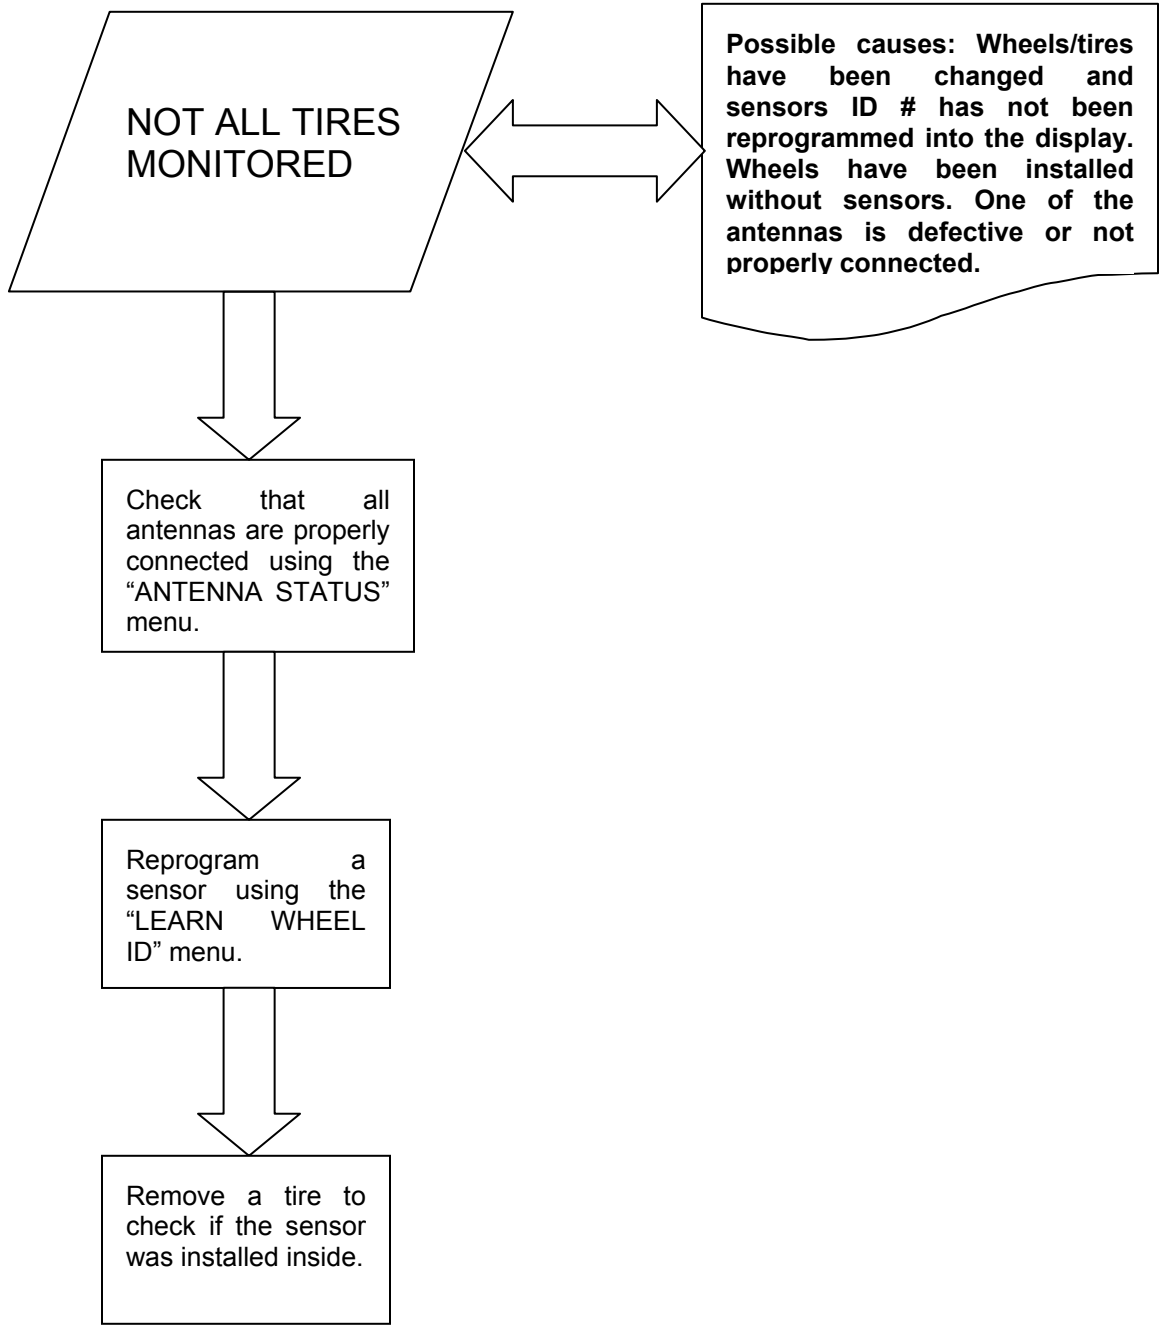 NOT ALL TIRES
MONITORED
Possible causes: Wheels/tires
have been changed and
sensors ID # has not been
reprogrammed into the display.
Wheels have been installed
without sensors. One of the
antennas is defective or not
properly connected.
Check that all
antennas are properly
connected using the
“ANTENNA STATUS”
menu.
Reprogram a
sensor using the
“LEARN WHEEL
ID” menu.
Remove a tire to
check if the sensor
was installed inside.